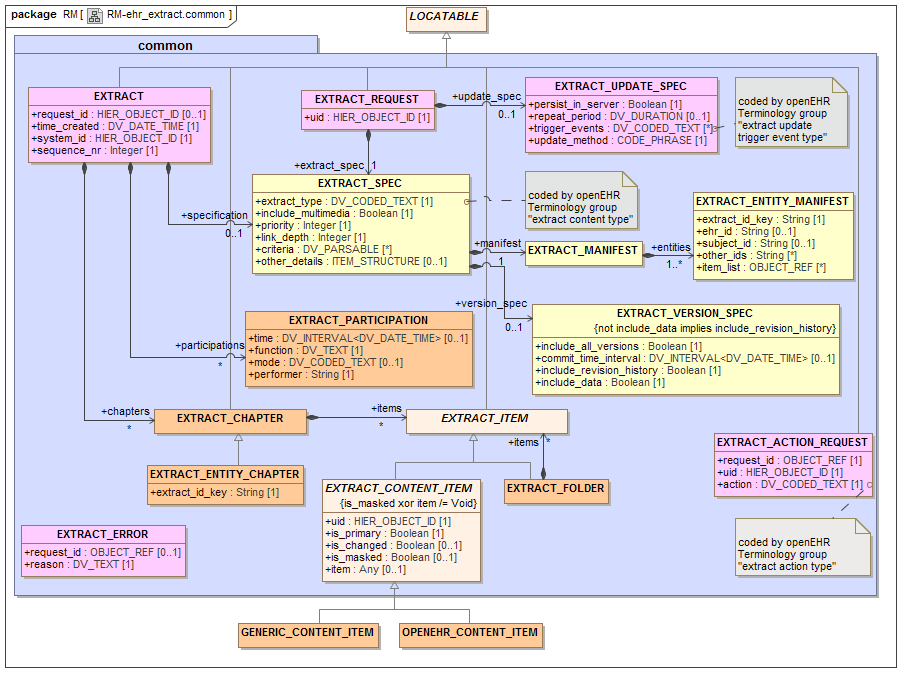 package RM [ RM-ehr_extract.common ]
LOCATABLE
common
EXTRACT
+request_id : HIER_OBJECT_ID [0..1]
+time_created : DV_DATE_TIME [1]
+system_id : HIER_OBJECT_ID [1]
+sequence_nr : Integer [1]
EXTRACT_REQUEST
+uid : HIER_OBJECT_ID [1]
+update_spec
0..1
EXTRACT_UPDATE_SPEC
+persist_in_server : Boolean [1]
+repeat_period : DV_DURATION [0..1]
+trigger_events : DV_CODED_TEXT [*]
+update_method : CODE_PHRASE [1]
coded by openEHR
Terminology group
"extract update
trigger event type"
+extract_spec
1
EXTRACT_SPEC
+extract_type : DV_CODED_TEXT [1]
+include_multimedia : Boolean [1]
+priority : Integer [1]
+link_depth : Integer [1]
+criteria : DV_PARSABLE [*]
+other_details : ITEM_STRUCTURE [0..1]
+specification
0..1
coded by openEHR
Terminology group
"extract content type"
+manifest
1
EXTRACT_MANIFEST
+entities
1..*
EXTRACT_ENTITY_MANIFEST
+extract_id_key : String [1]
+ehr_id : String [0..1]
+subject_id : String [0..1]
+other_ids : String [*]
+item_list : OBJECT_REF [*]
+version_spec
0..1
EXTRACT_VERSION_SPEC
{not include_data implies include_revision_history}
+include_all_versions : Boolean [1]
+commit_time_interval : DV_INTERVAL<DV_DATE_TIME> [0..1]
+include_revision_history : Boolean [1]
+include_data : Boolean [1]
+participations
*
EXTRACT_PARTICIPATION
+time : DV_INTERVAL<DV_DATE_TIME> [0..1]
+function : DV_TEXT [1]
+mode : DV_CODED_TEXT [0..1]
+performer : String [1]
+chapters
*
EXTRACT_CHAPTER
+items
*
EXTRACT_ITEM
+items
*
EXTRACT_ENTITY_CHAPTER
+extract_id_key : String [1]
EXTRACT_CONTENT_ITEM
{is_masked xor item /= Void}
+uid : HIER_OBJECT_ID [1]
+is_primary : Boolean [1]
+is_changed : Boolean [0..1]
+is_masked : Boolean [0..1]
+item : Any [0..1]
EXTRACT_FOLDER
EXTRACT_ACTION_REQUEST
+request_id : OBJECT_REF [1]
+uid : HIER_OBJECT_ID [1]
+action : DV_CODED_TEXT [1]
coded by openEHR
Terminology group
"extract action type"
EXTRACT_ERROR
+request_id : OBJECT_REF [0..1]
+reason : DV_TEXT [1]
GENERIC_CONTENT_ITEM
OPENEHR_CONTENT_ITEM